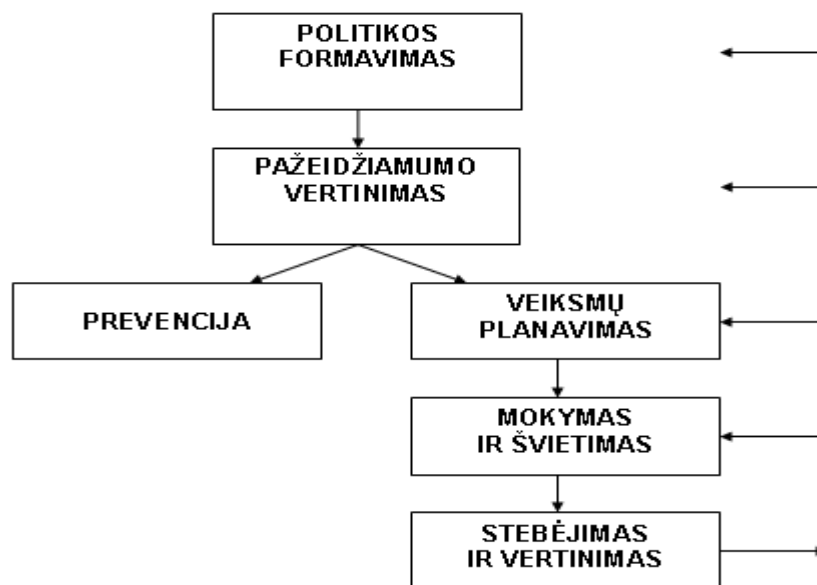 POLITIKOS
FORMAVIMAS
PAŽEIDŽIAMUMO
VERTINIMAS
PREVENCIJA
VEIKSMŲ
PLANAVIMAS
MOKYMAS
IR ŠVIETIMAS
STEBĖJIMAS
IR VERTINIMAS